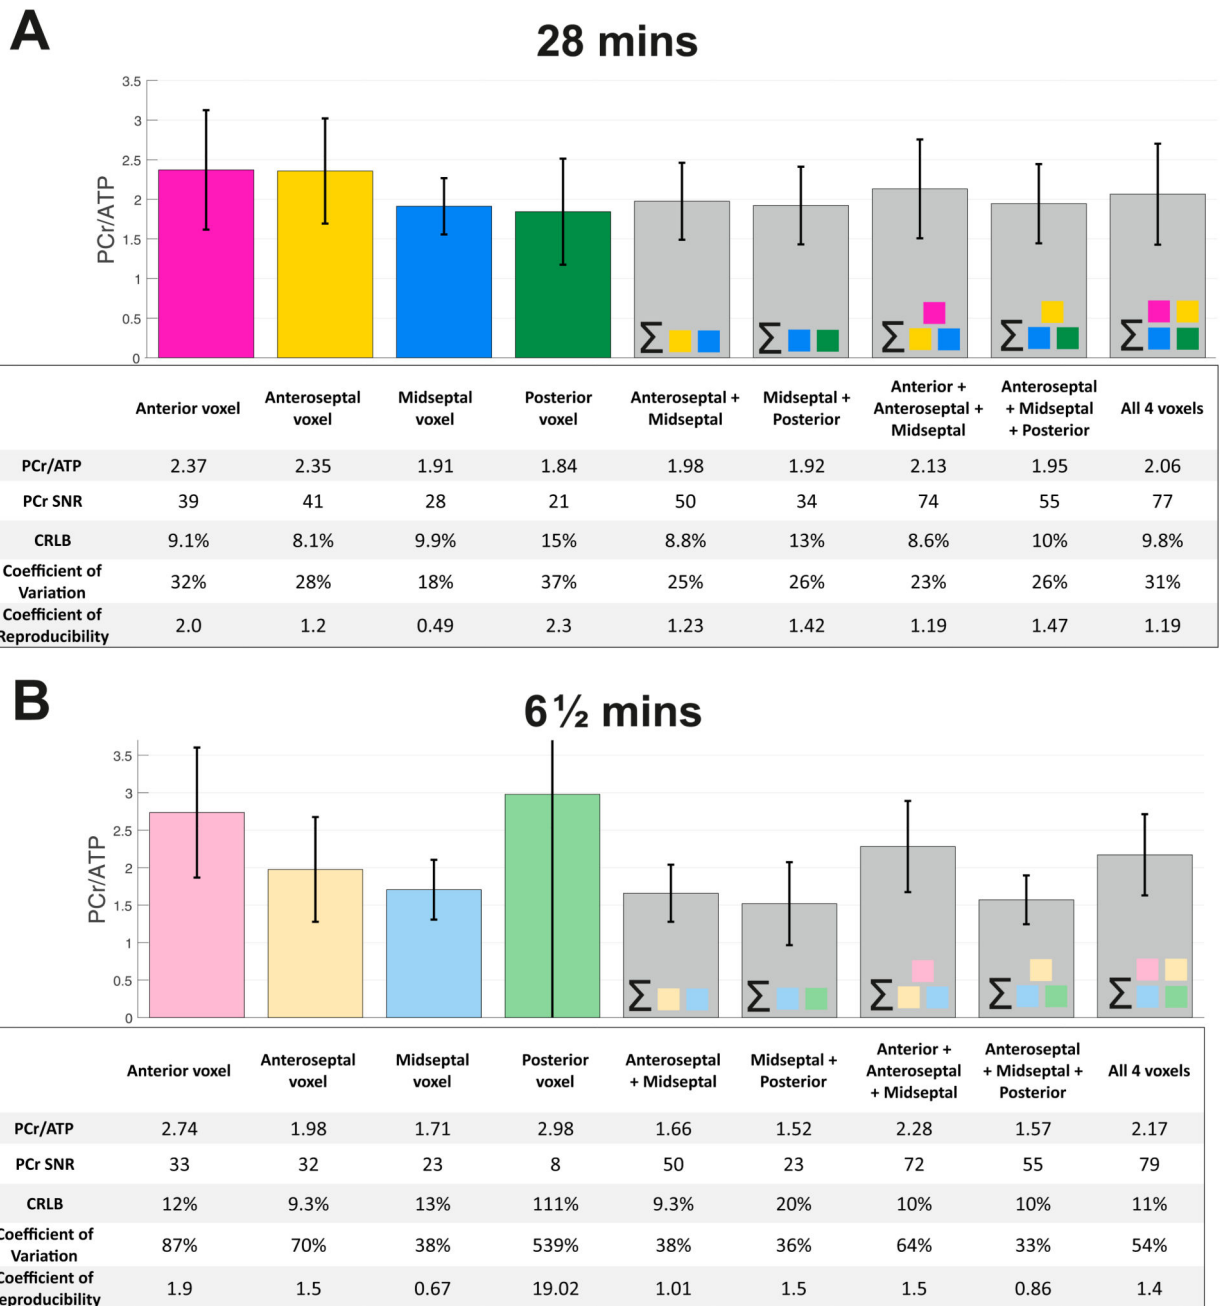 A
28 mins
3.5
3
2.5
2
1.5
1
0.5
0
PCr/ATP
Σ Σ Σ Σ Σ
Anterior voxel Anteroseptal voxel Midseptal voxel Posterior voxel Anteroseptal + Midseptal Midseptal + Posterior Anterior + Anteroseptal + Midseptal Anteroseptal + Midseptal + Posterior All 4 voxels
PCr/ATP 2.37 2.35 1.91 1.84 1.98 1.92 2.13 1.95 2.06
PCr SNR 39 41 28 21 50 34 74 55 77
CRLB 9.1% 8.1% 9.9% 15% 8.8% 13% 8.6% 10% 9.8%
Coefficient of Variation 32% 28% 18% 37% 25% 26% 23% 26% 31%
Coefficient of Reproducibility 2.0 1.2 0.49 2.3 1.23 1.42 1.19 1.47 1.19
B
6 ½ mins
3.5
3
2.5
2
1.5
1
0.5
0
PCr/ATP
Σ Σ Σ Σ Σ
Anterior voxel Anteroseptal voxel Midseptal voxel Posterior voxel Anteroseptal + Midseptal Midseptal + Posterior Anterior + Anteroseptal + Midseptal Anteroseptal + Midseptal + Posterior All 4 voxels
PCr/ATP 2.74 1.98 1.71 2.98 1.66 1.52 2.28 1.57 2.17
PCr SNR 33 32 23 8 50 23 72 55 79
CRLB 12% 9.3% 13% 111% 9.3% 20% 10% 10% 11%
Coefficient of Variation 87% 70% 38% 539% 38% 36% 64% 33% 54%
Coefficient of Reproducibility 1.9 1.5 0.67 19.02 1.01 1.5 1.5 0.86 1.4